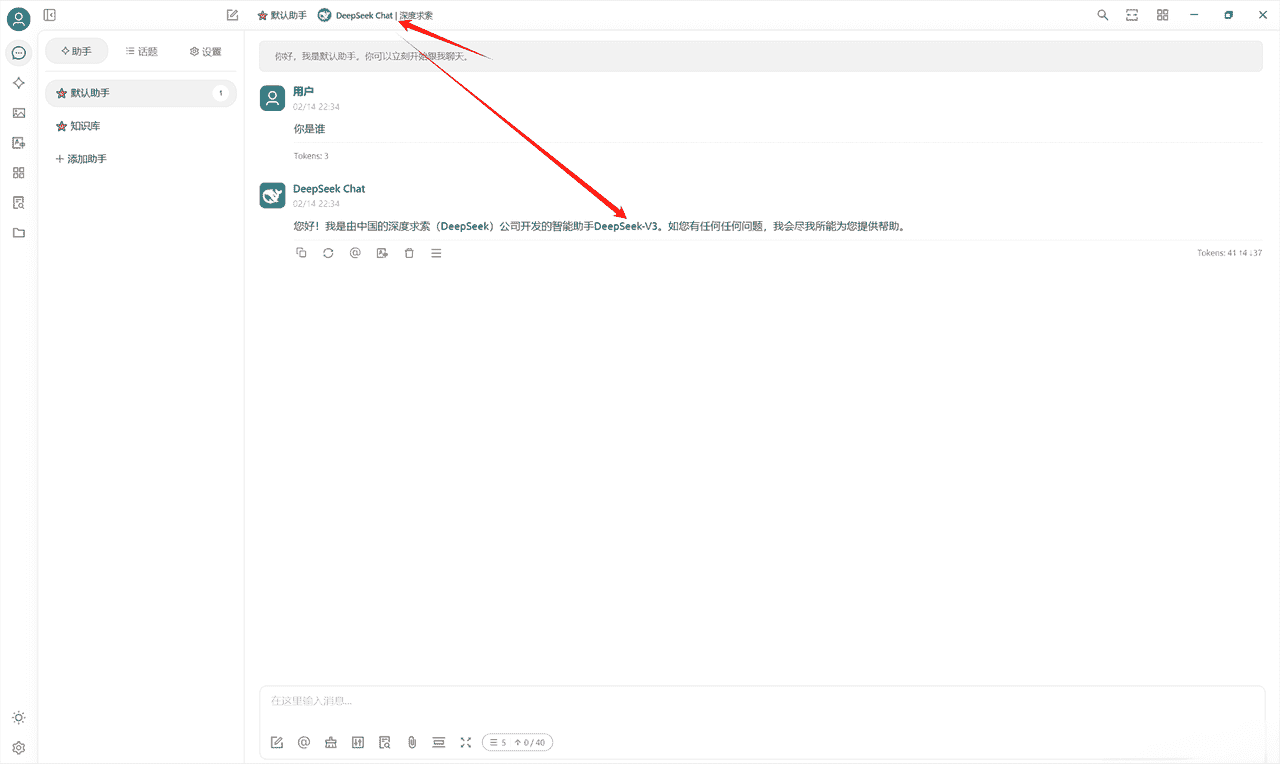 默认助手 DeepSeek Chat | 深度求索
助手 话题 设置
默认助手 1
知识库
添加助手
你好，我是默认助手。你可以立刻开始跟我聊天。
用户
02/14 22:34
你是谁
Tokens: 3
DeepSeek Chat
02/14 22:34
您好！我是由中国的深度求索（DeepSeek）公司开发的智能助手DeepSeek-V3。如您有任何任何问题，我会尽我所能为您提供帮助。
Tokens: 41 ↑4 ↓37
在这里输入消息...
5 ↑ 0 / 40